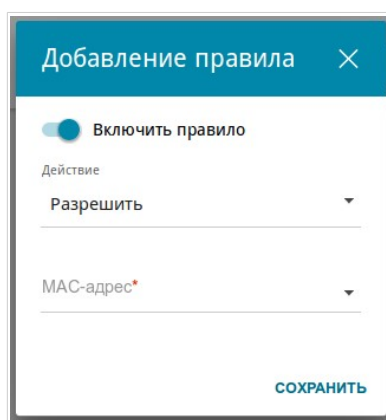 Добавление правила
Включить правило
Действие
Разрешить
MAC-адрес*
СОХРАНИТЬ